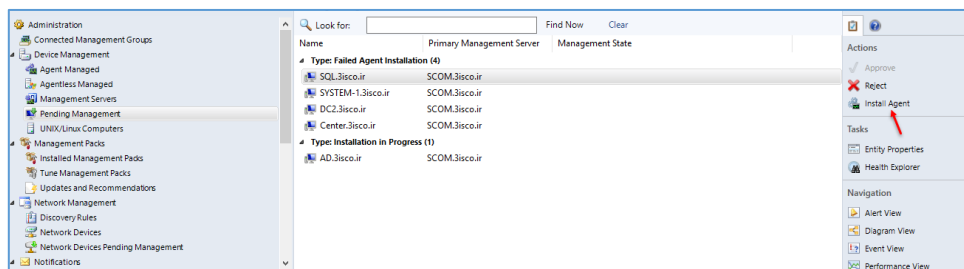 Administration
Connected Management Groups
Device Management
Agent Managed
Agentless Managed
Management Servers
Pending Management
UNIX/Linux Computers
Management Packs
Installed Management Packs
Tune Management Packs
Updates and Recommendations
Network Management
Discovery Rules
Network Devices
Network Devices Pending Management
Notifications
Look for: Find Now Clear
Name Primary Management Server Management State
Type: Failed Agent Installation (4)
SQL.3isco.ir SCOM.3isco.ir
SYSTEM-1.3isco.ir SCOM.3isco.ir
DC2.3isco.ir SCOM.3isco.ir
Center.3isco.ir SCOM.3isco.ir
Type: Installation in Progress (1)
AD.3isco.ir SCOM.3isco.ir
Actions
Approve
Reject
Install Agent
Tasks
Entity Properties
Health Explorer
Navigation
Alert View
Diagram View
Event View
Performance View